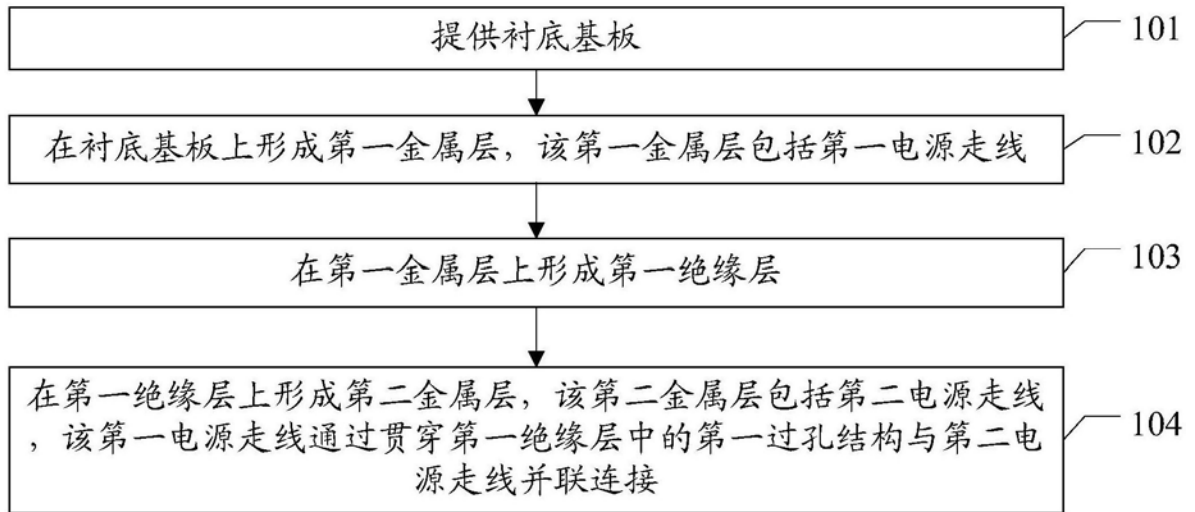 提供衬底基板
101
在衬底基板上形成第一金属层，该第一金属层包括第一电源走线
102
在第一金属层上形成第一绝缘层
103
在第一绝缘层上形成第二金属层，该第二金属层包括第二电源走线
，该第一电源走线通过贯穿第一绝缘层中的第一过孔结构与第二电
源走线并联连接
104